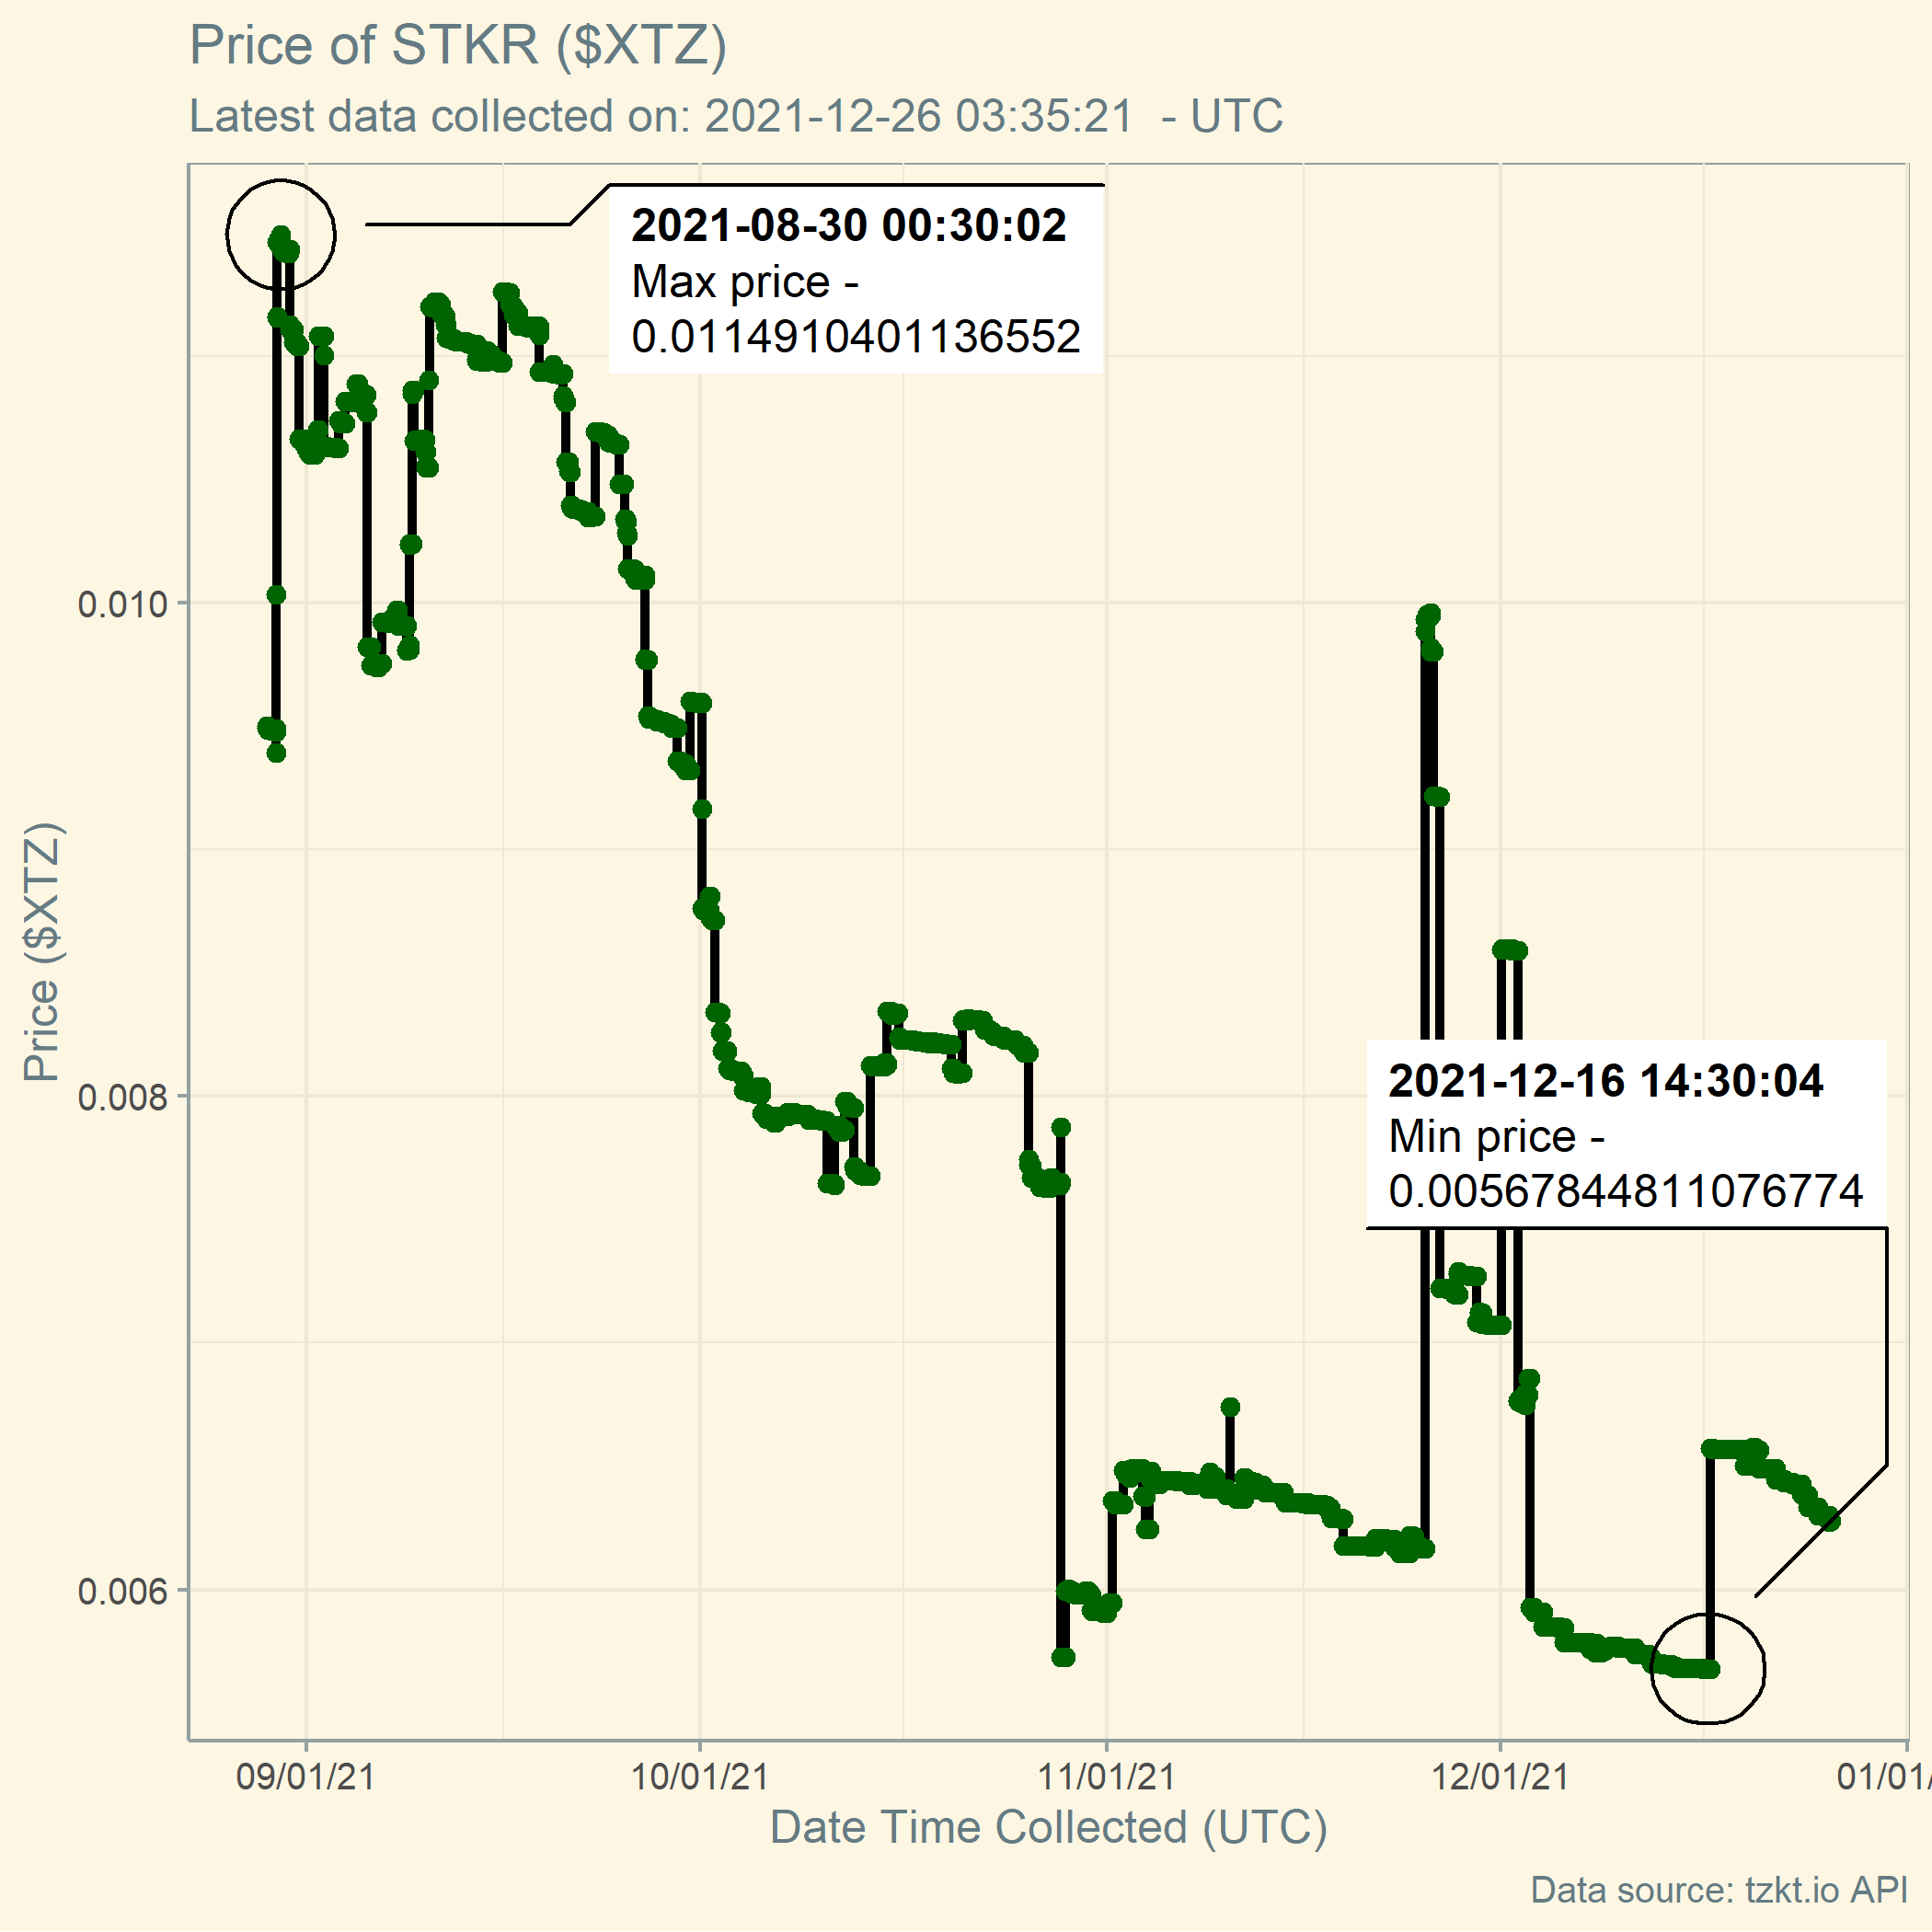 Price of STKR ($XTZ)
Latest data collected on: 2021-12-26 03:35:21  - UTC
2021-08-30 00:30:02
Max price -
0.0114910401136552
0.010
Price ($XTZ)
0.008
2021-12-16 14:30:04
Min price -
0.00567844811076774
0.006
09/01/21
10/01/21
11/01/21
12/01/21
01/01/
Date Time Collected (UTC)
Data source: tzkt.io API